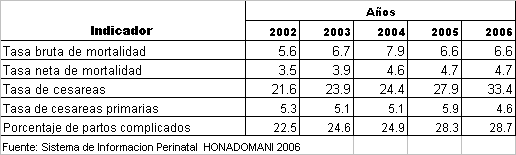 Indicador Años
2002 2003 2004 2005 2006
Tasa bruta de mortalidad 5.6 6.7 7.9 6.6 6.6
Tasa neta de mortalidad 3.5 3.9 4.6 4.7 4.7
Tasa de cesareas 21.6 23.9 24.4 27.9 33.4
Tasa de cesareas primarias 5.3 5.1 5.1 5.9 4.6
Porcentaje de partos complicados 22.5 24.6 24.9 28.3 28.7
Fuente: Sistema de Informacion Perinatal HONADOMANI 2006